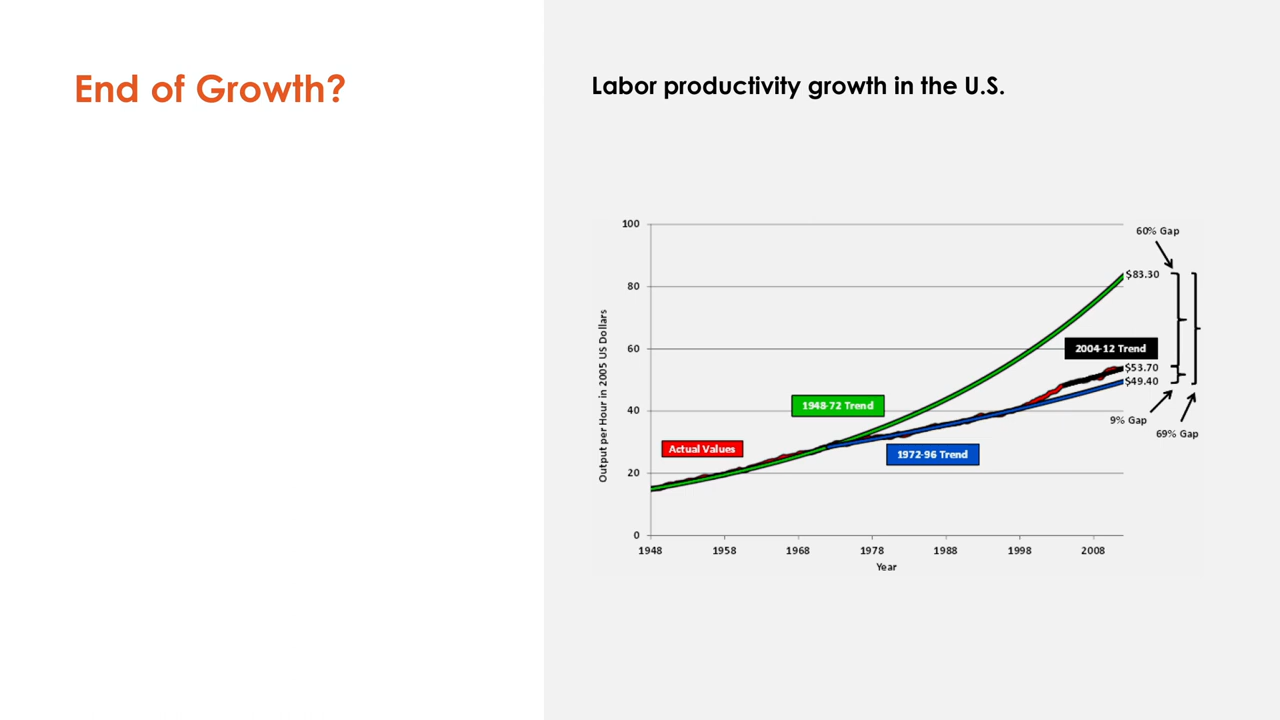 End of Growth?
Labor productivity growth in the U.S.
100
80
60
40
20
0
Output per Hour in 2005 US Dollars
1948
1958
1968
1978
1988
1998
2008
Year
Actual Values
1948-72 Trend
1972-96 Trend
2004-12 Trend
60% Gap
$83.30
$53.70
$49.40
9% Gap
69% Gap